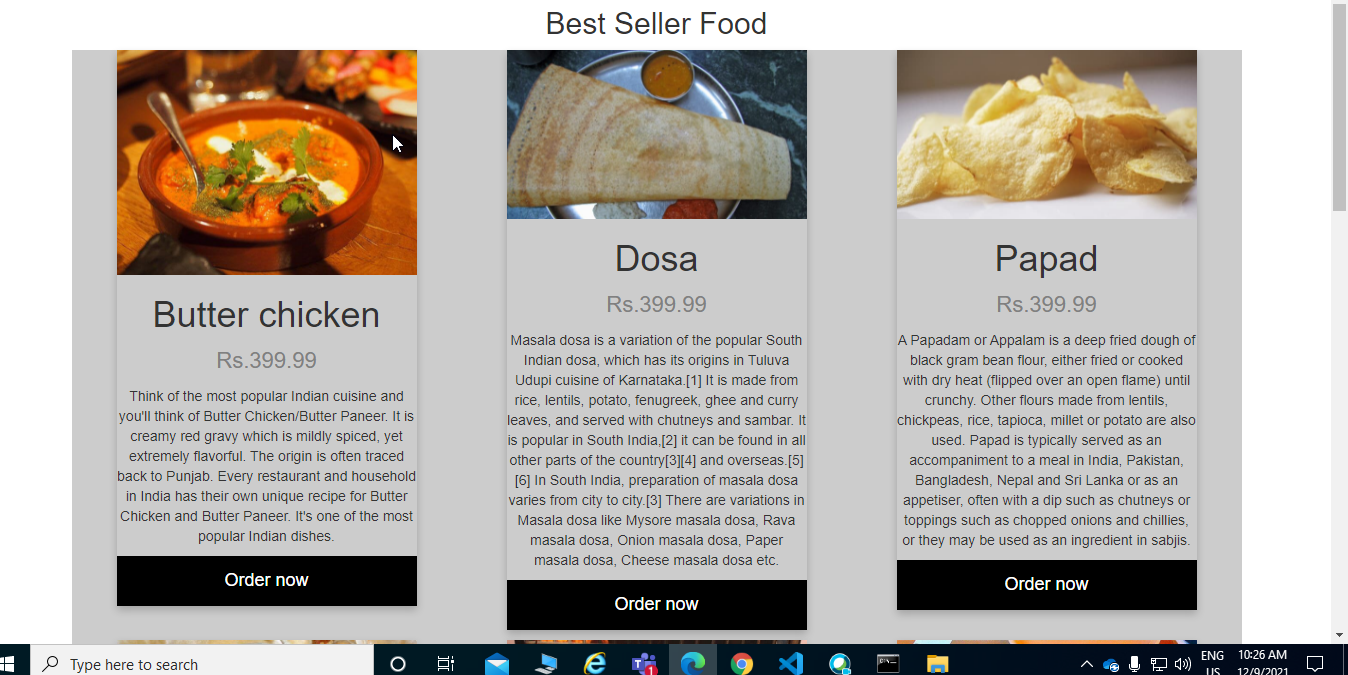 Best Seller Food
Butter chicken
Rs.399.99
Think of the most popular Indian cuisine and
you'll think of Butter Chicken/Butter Paneer. It is
creamy red gravy which is mildly spiced, yet
extremely flavorful. The origin is often traced
back to Punjab. Every restaurant and household
in India has their own unique recipe for Butter
Chicken and Butter Paneer. It's one of the most
popular Indian dishes.
Order now
Dosa
Rs.399.99
Masala dosa is a variation of the popular South
Indian dosa, which has its origins in Tuluva
Udupi cuisine of Karnataka.[1] It is made from
rice, lentils, potato, fenugreek, ghee and curry
leaves, and served with chutneys and sambar. It
is popular in South India,[2] it can be found in all
other parts of the country[3][4] and overseas.[5]
[6] In South India, preparation of masala dosa
varies from city to city.[3] There are variations in
Masala dosa like Mysore masala dosa, Rava
masala dosa, Onion masala dosa, Paper
masala dosa, Cheese masala dosa etc.
Order now
Papad
Rs.399.99
A Papadam or Appalam is a deep fried dough of
black gram bean flour, either fried or cooked
with dry heat (flipped over an open flame) until
crunchy. Other flours made from lentils,
chickpeas, rice, tapioca, millet or potato are also
used. Papad is typically served as an
accompaniment to a meal in India, Pakistan,
Bangladesh, Nepal and Sri Lanka or as an
appetiser, often with a dip such as chutneys or
toppings such as chopped onions and chillies,
or they may be used as an ingredient in sabjis.
Order now
Type here to search
1
ENG
US
10:26 AM
12/9/2021